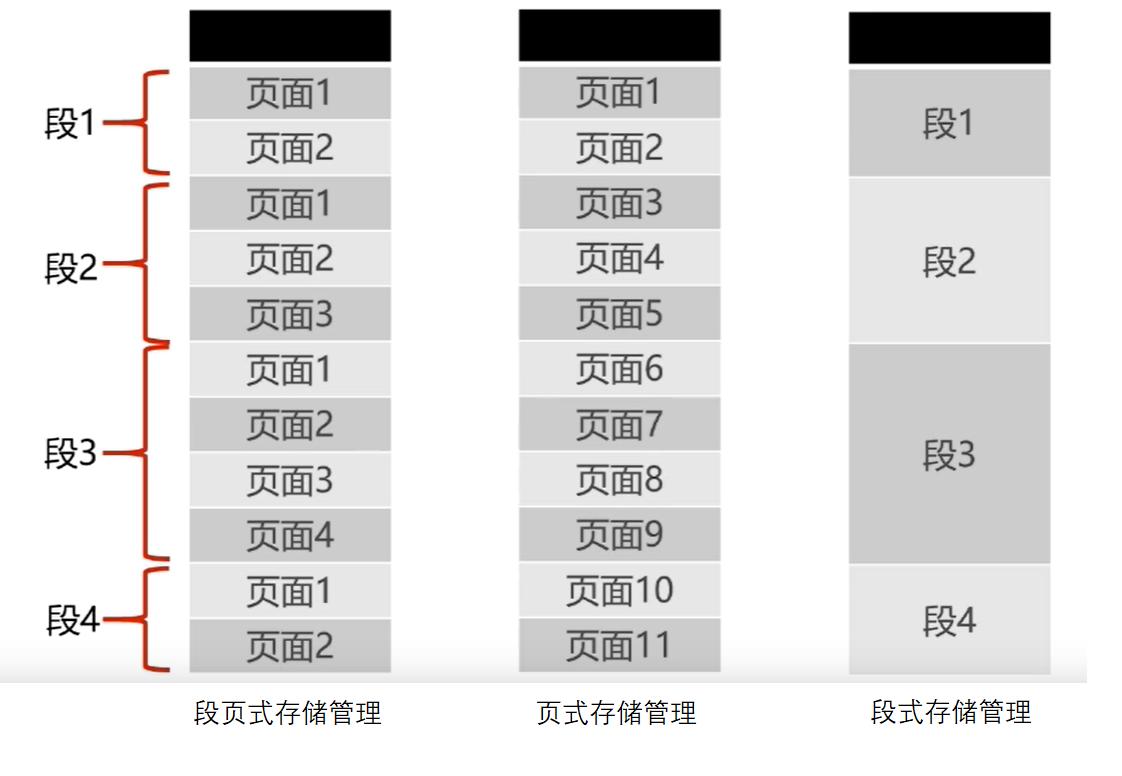 段1
段2
段3
段4
页面1
页面2
页面1
页面2
页面3
页面1
页面2
页面3
页面4
页面1
页面2
段页式存储管理
页面1
页面2
页面3
页面4
页面5
页面6
页面7
页面8
页面9
页面10
页面11
页式存储管理
段1
段2
段3
段4
段式存储管理